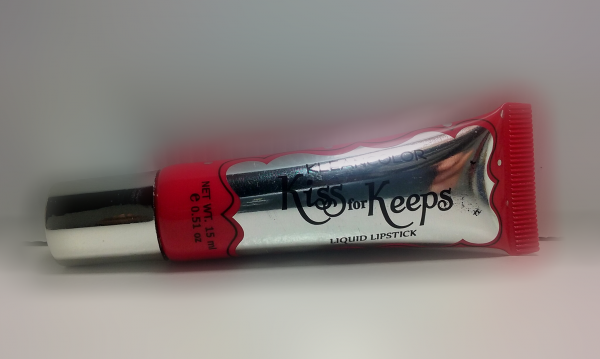 KLEANCOLOR
Kiss for Keeps
LIQUID LIPSTICK
NET WT. 15 ml
e 0.51 oz